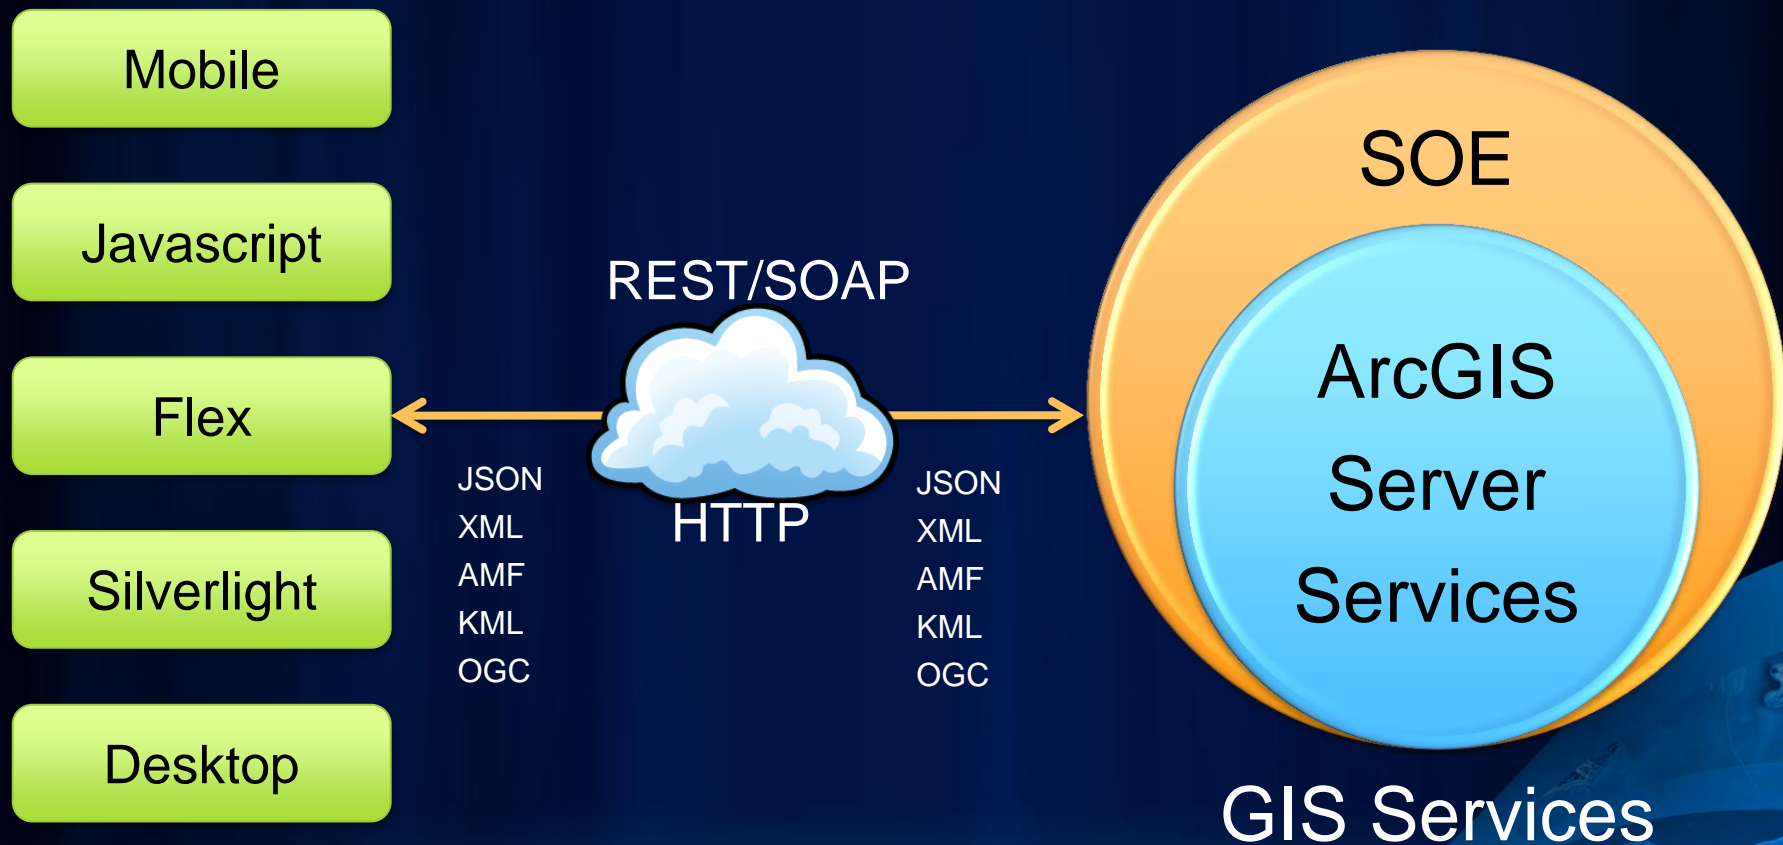 Mobile
Javascript
Flex
Silverlight
Desktop
REST/SOAP
HTTP
JSON
XML
AMF
KML
OGC
JSON
XML
AMF
KML
OGC
SOE
ArcGIS
Server
Services
GIS Services